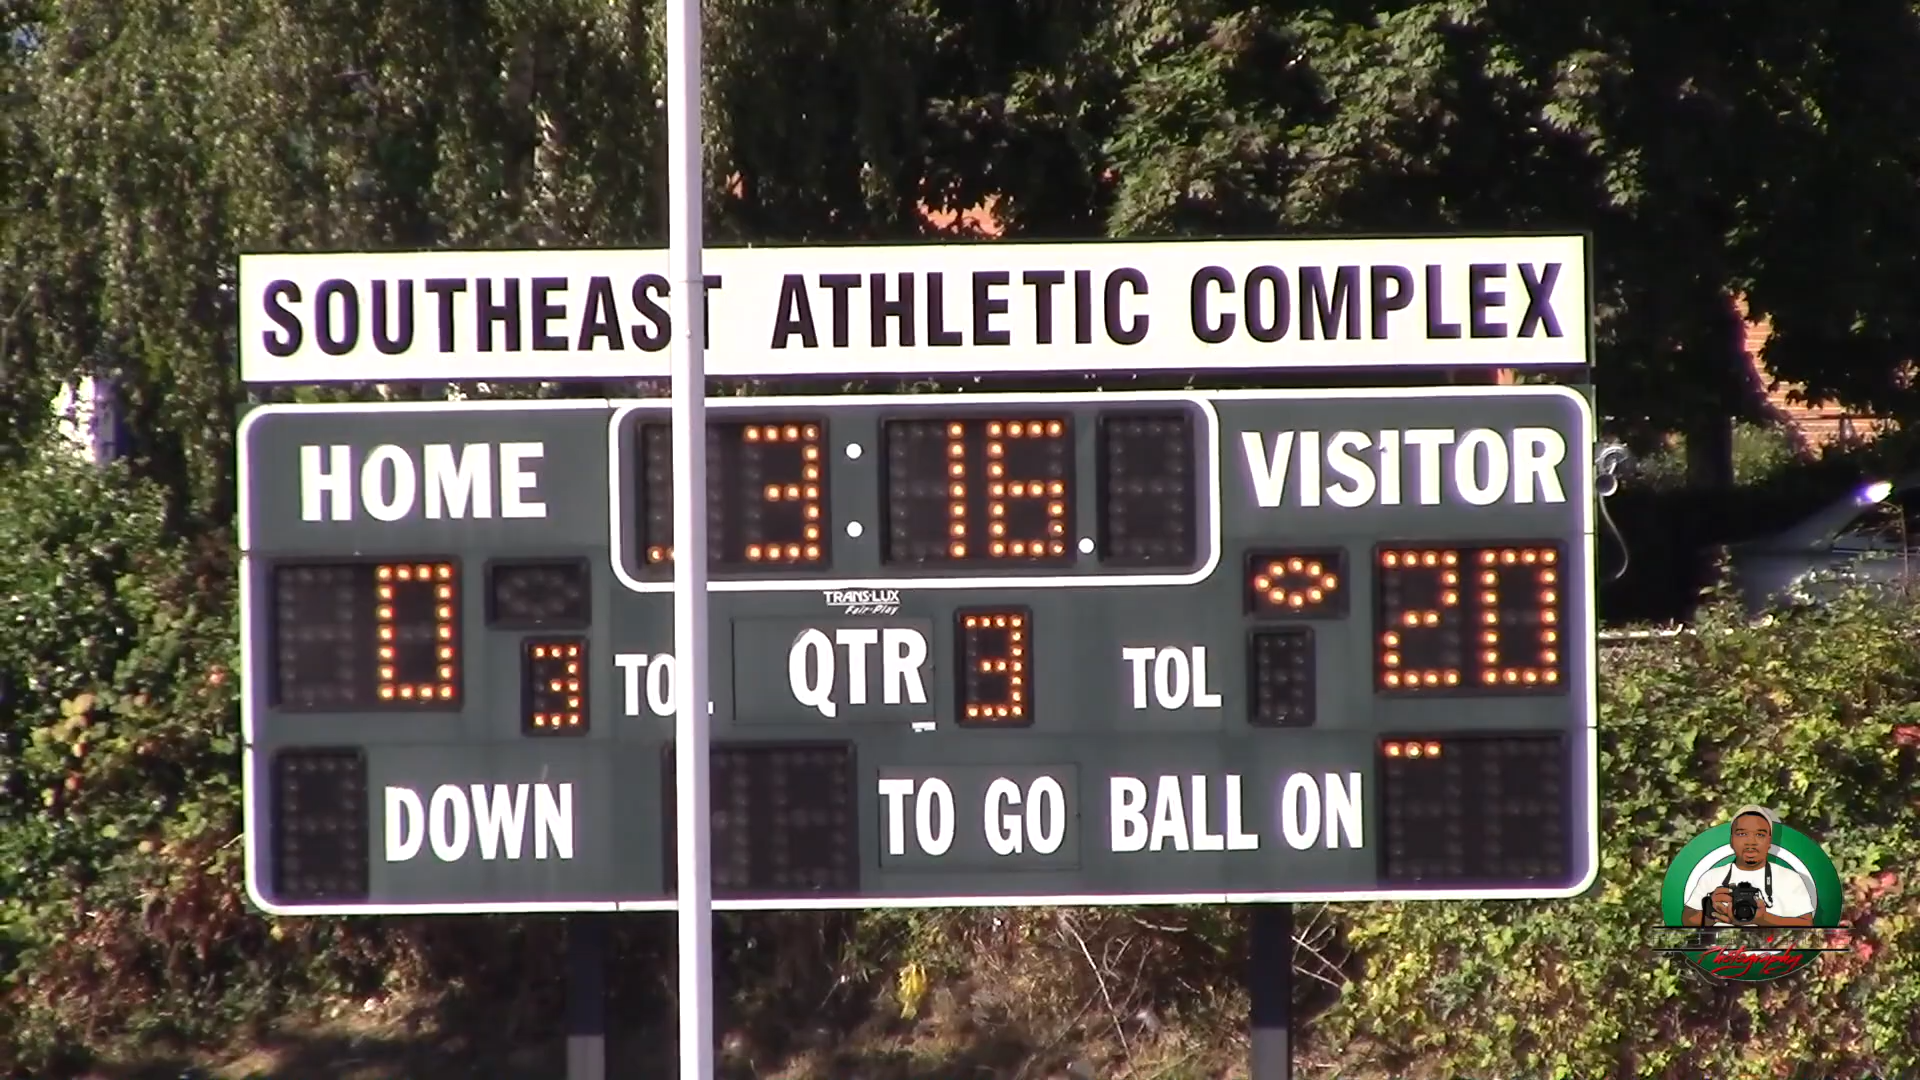 SOUTHEAST ATHLETIC COMPLEX
HOME 3:16. VISITOR
0 20
TRANS-LUX
Fair-Play
3 TOL QTR 3 TOL
DOWN TO GO BALL ON
Photography